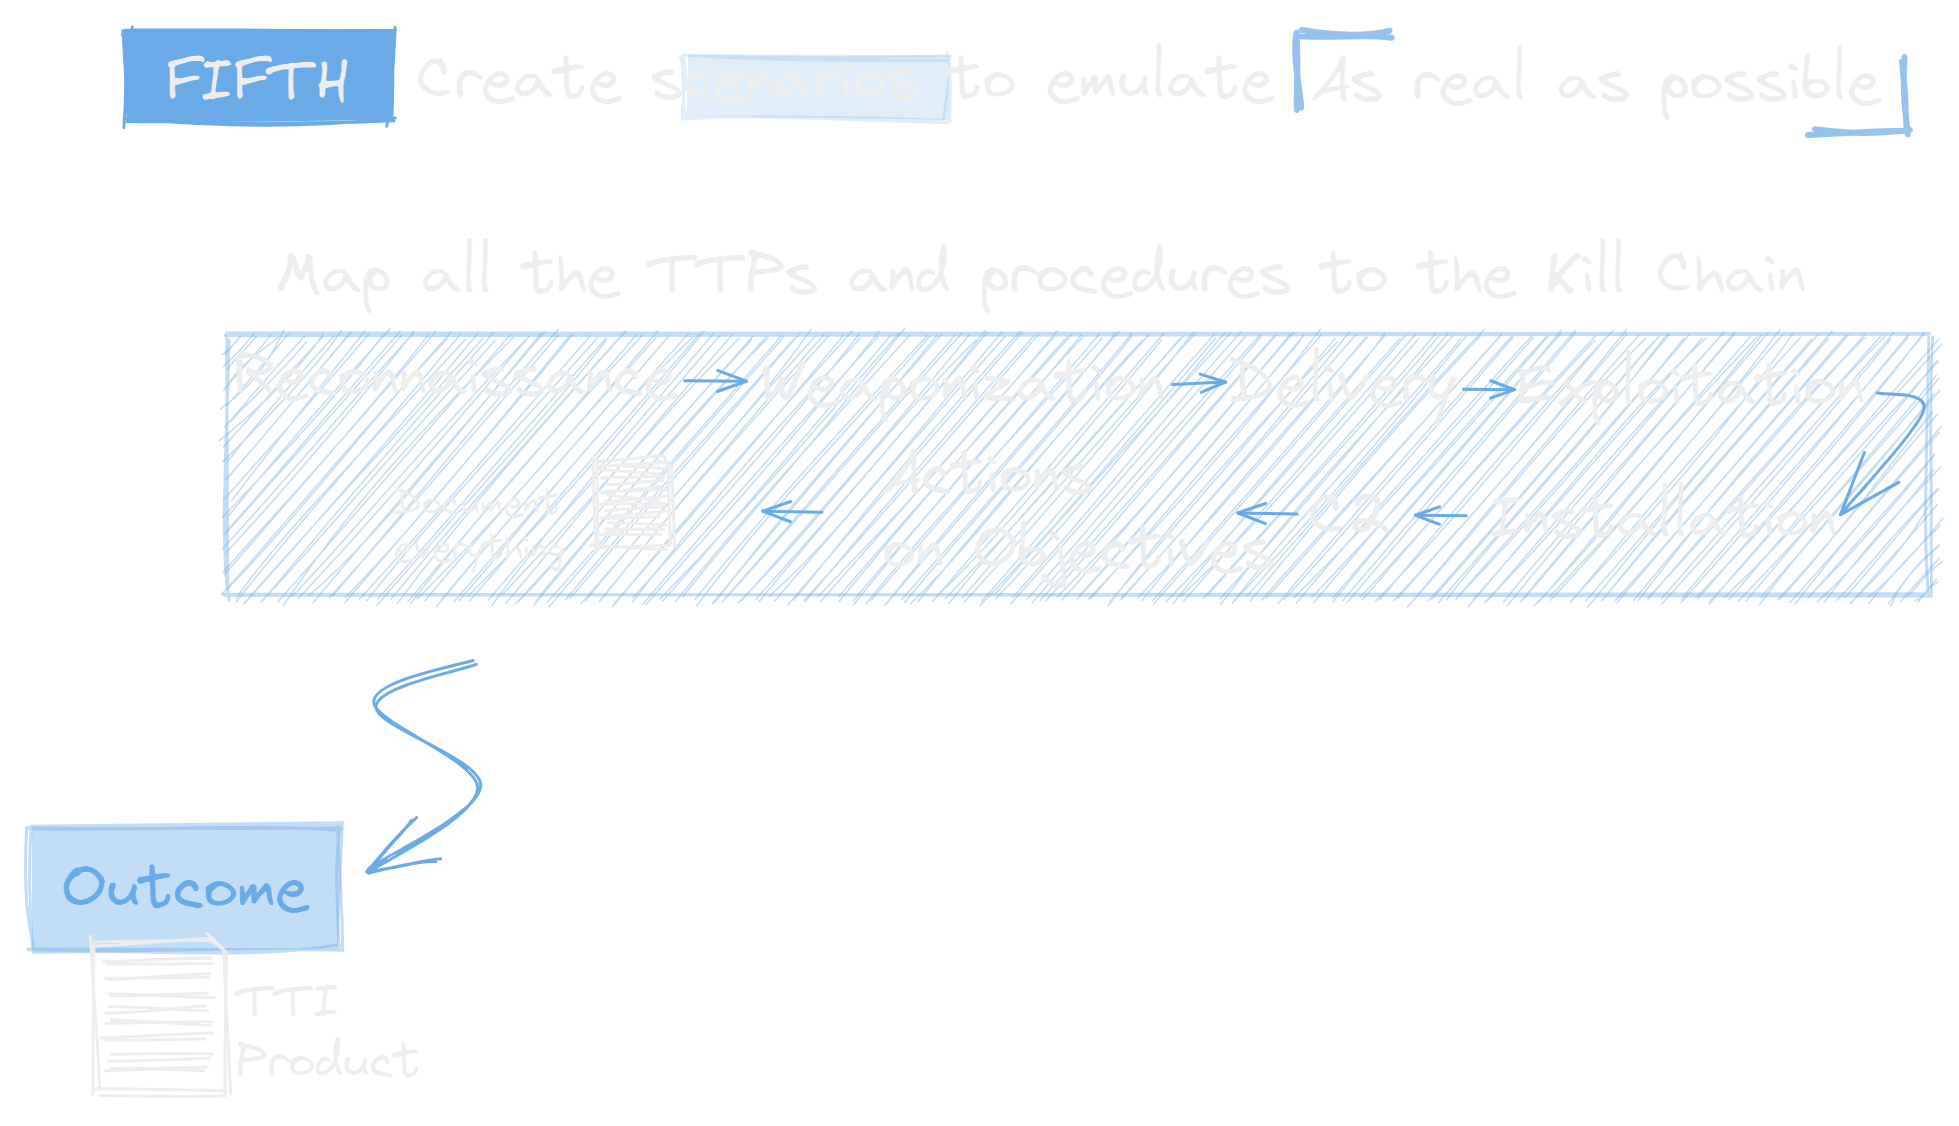 FIFTH Create scenarios to emulate As real as possible
Map all the TTPs and procedures to the Kill Chain
Reconnaissance Weaponization Delivery Exploitation
Installation
C2
Actions
on Objectives
Document
everything
Outcome
TTI
Product